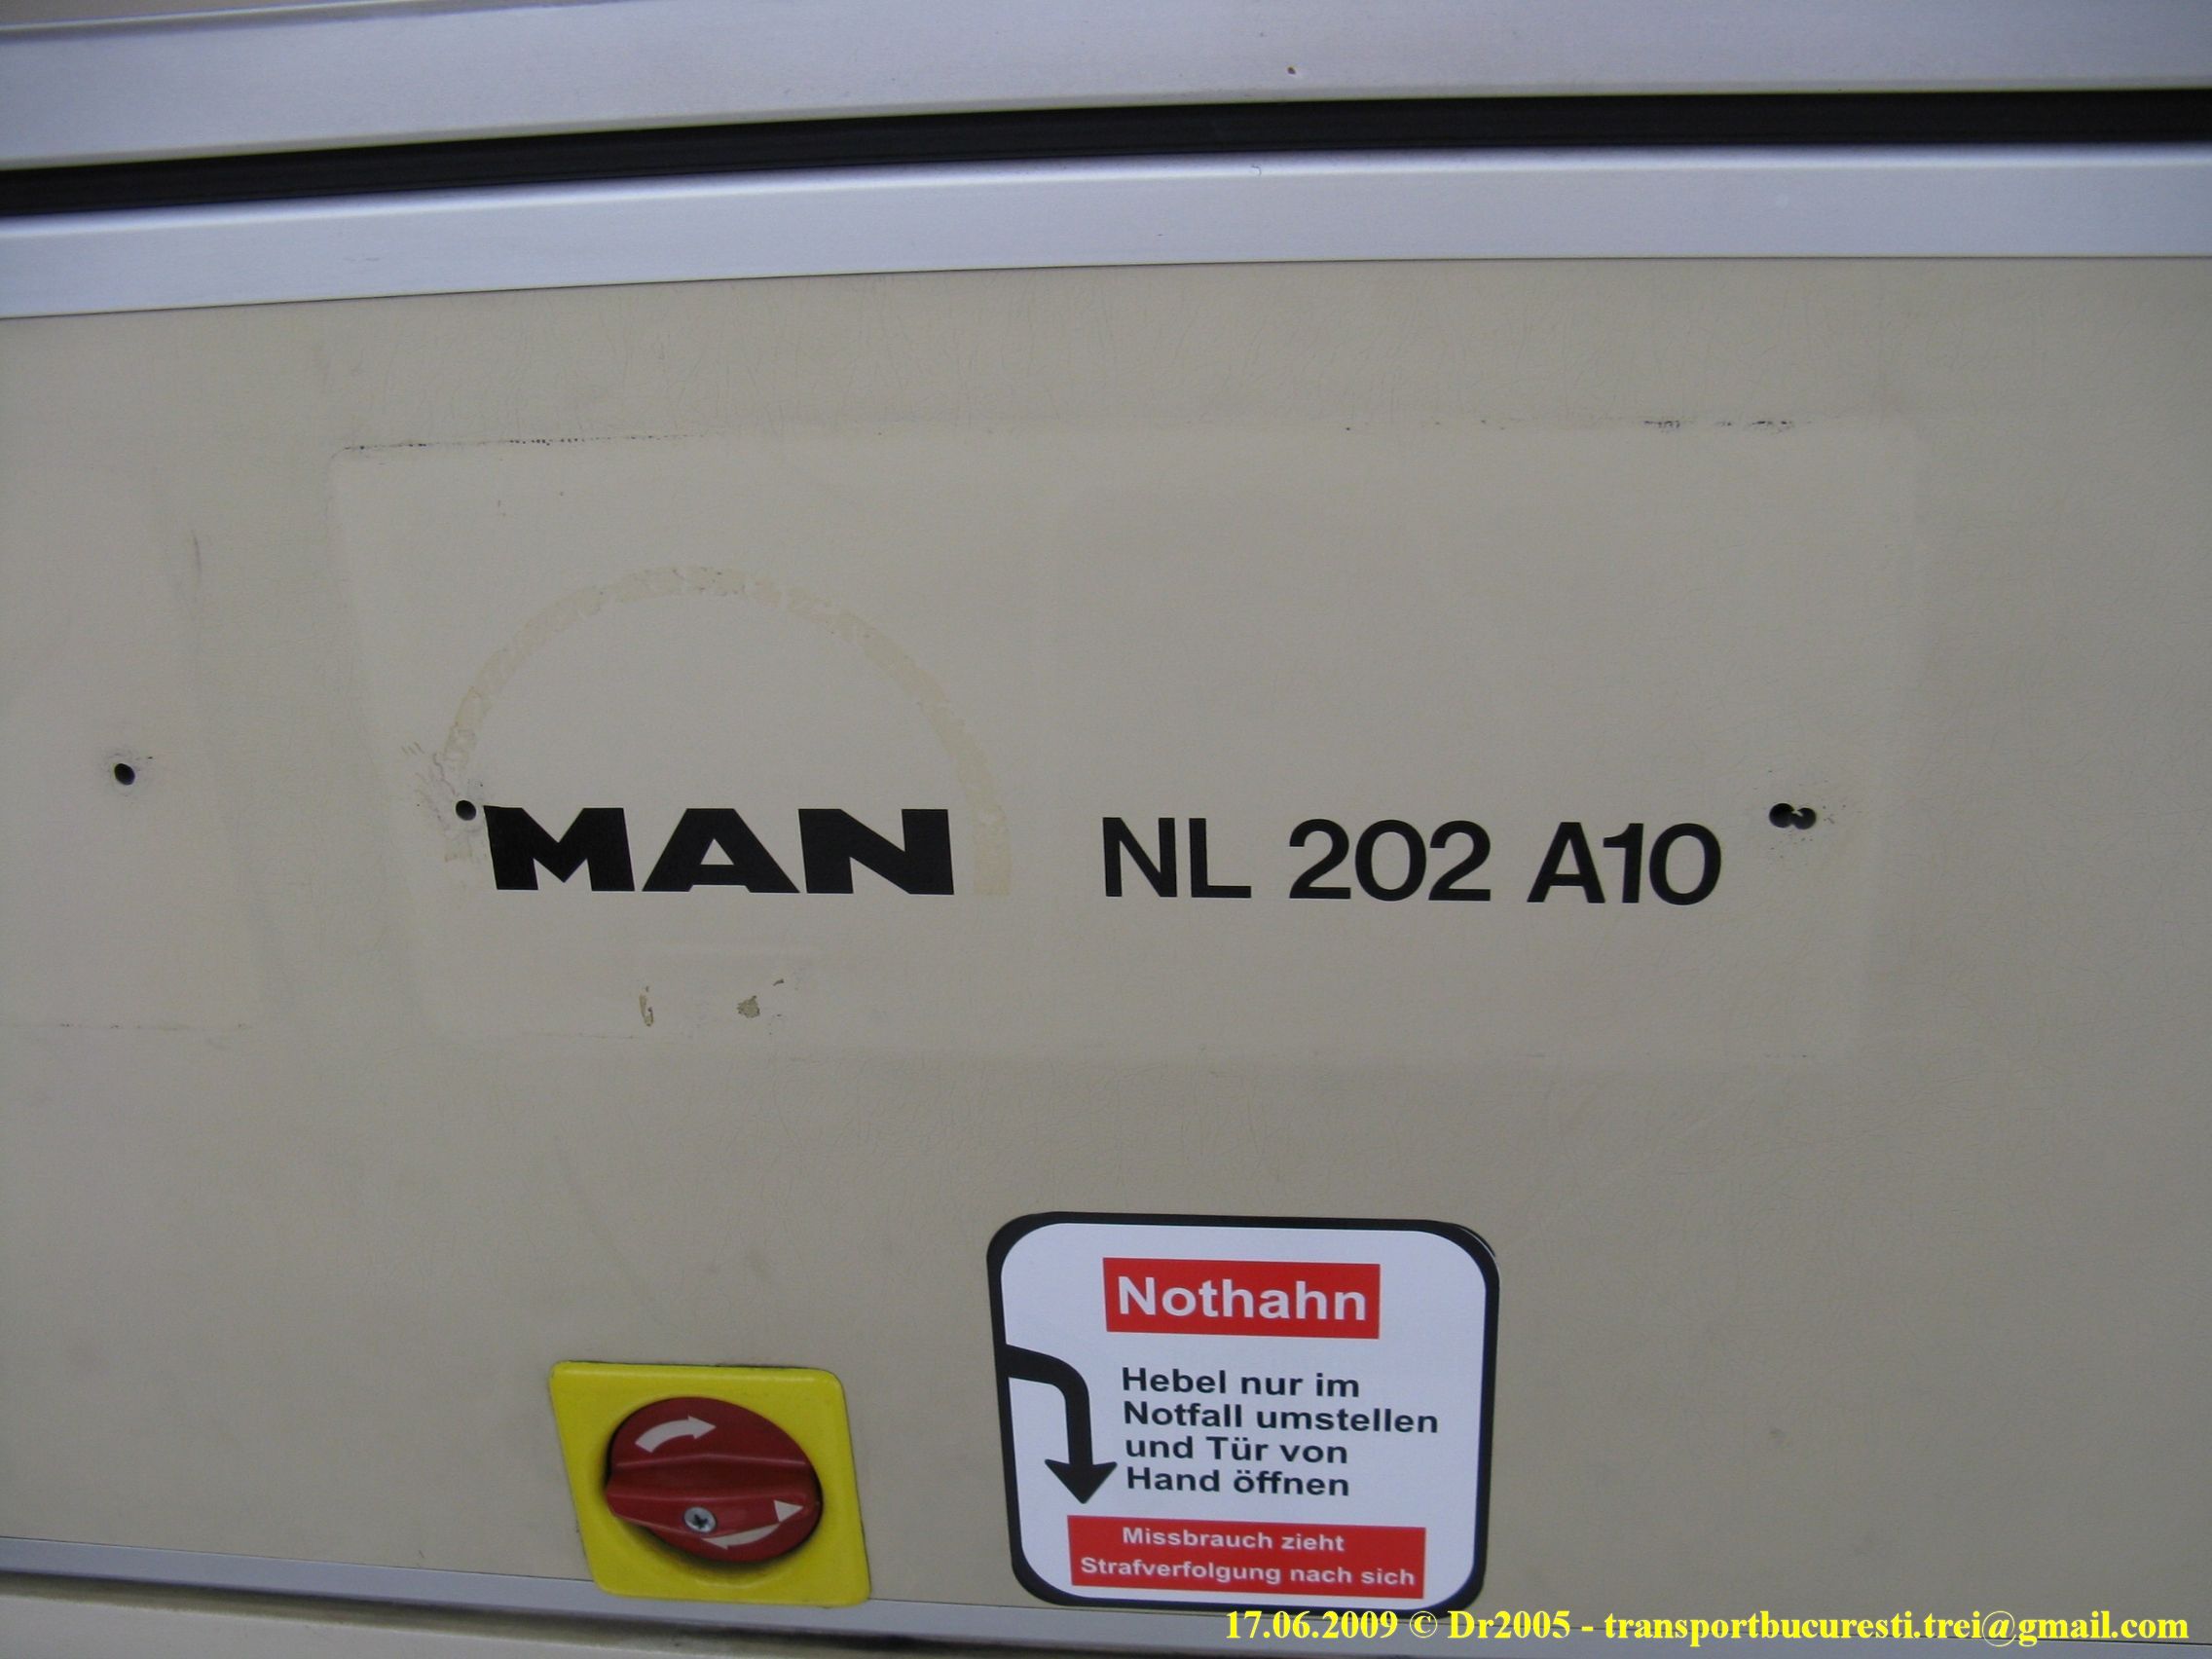 MAN NL 202 A10
Nothahn
Hebel nur im
Notfall umstellen
und Tür von
Hand öffnen
Missbrauch zieht
Strafverfolgung nach sich
17.06.2009 © Dr2005 - transportbucuresti.trei@gmail.com